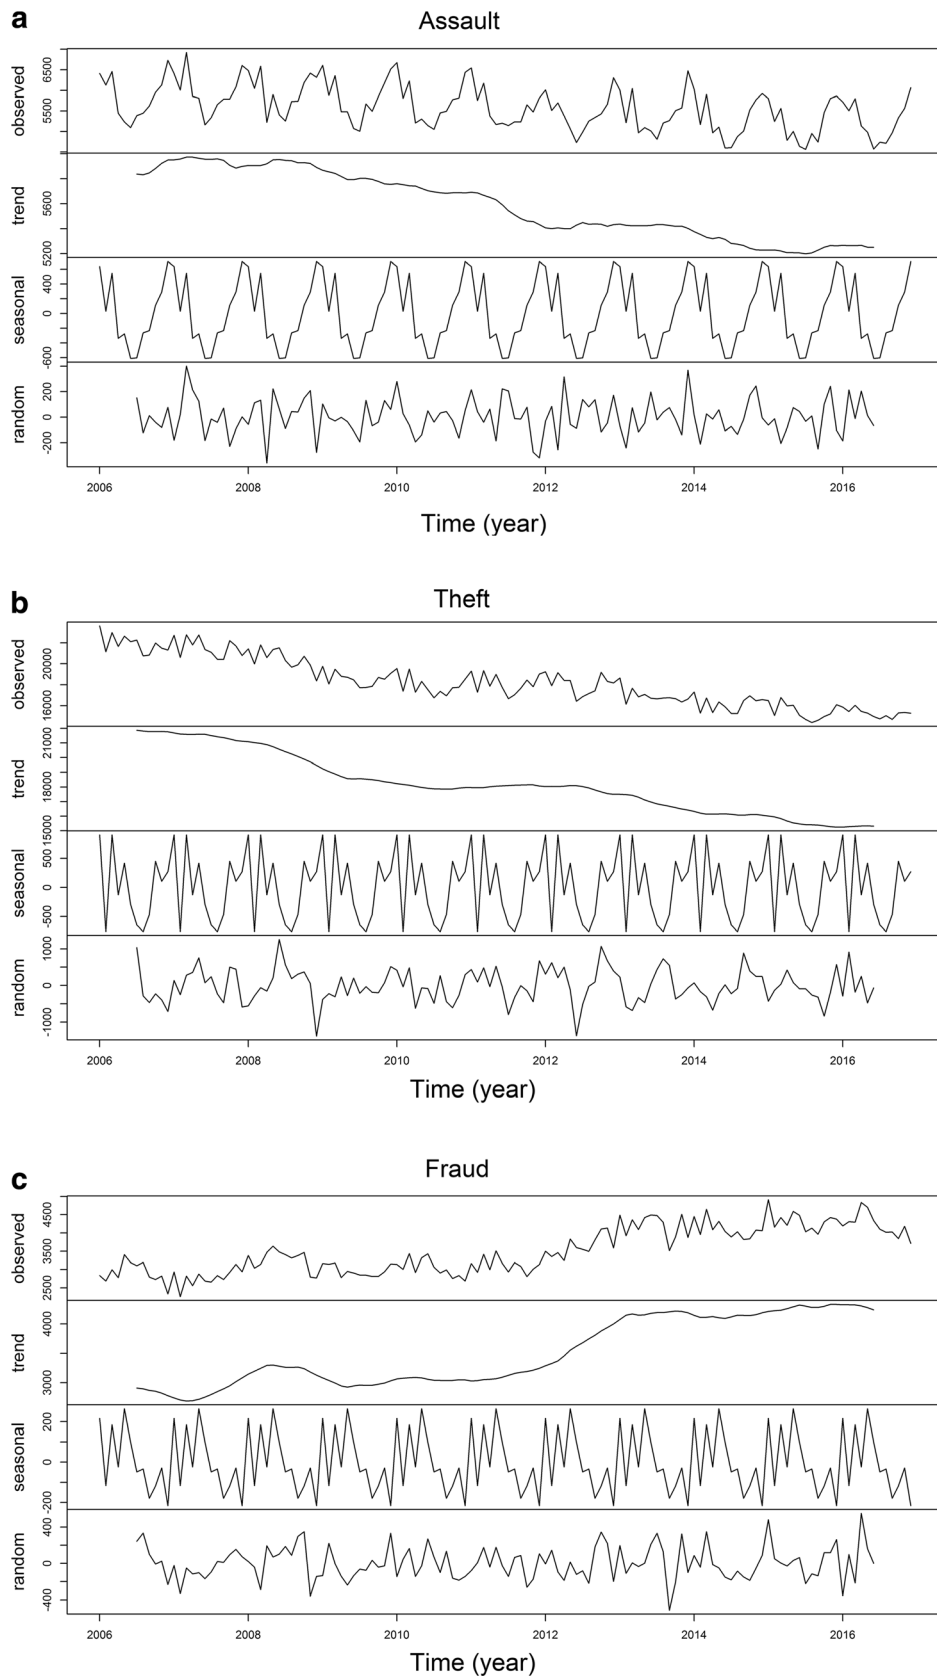 a
Assault
observed
5500 6500
trend
5200 5600
seasonal
-600 0 400
random
-200 0 200
2006 2008 2010 2012 2014 2016
Time (year)
b
Theft
observed
16000 20000
trend
15000 18000 21000
seasonal
-500 0 500
random
-1000 0 1000
2006 2008 2010 2012 2014 2016
Time (year)
c
Fraud
observed
2500 3500 4500
trend
3000 4000
seasonal
-200 0 200
random
-400 0 400
2006 2008 2010 2012 2014 2016
Time (year)